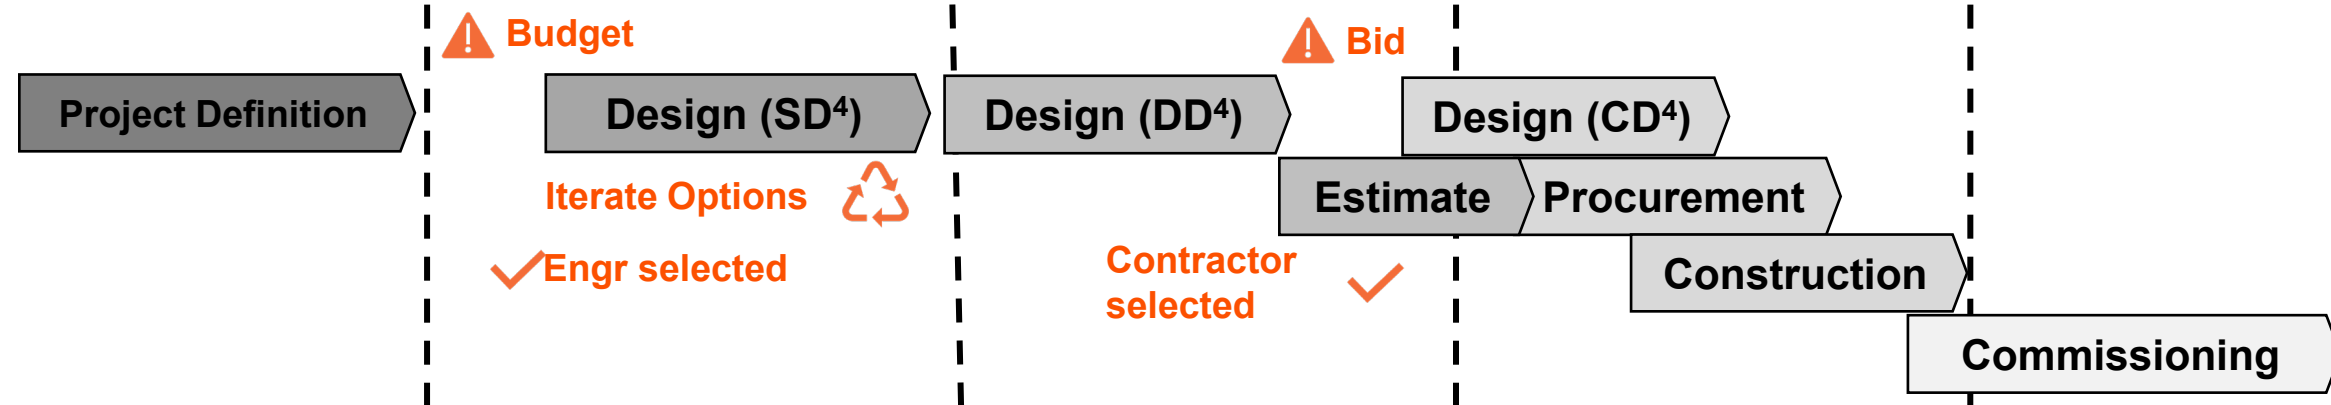 Budget
Bid
Project Definition
Design (SD⁴)
Design (DD⁴)
Design (CD⁴)
Iterate Options
Estimate
Procurement
Engr selected
Contractor
selected
Construction
Commissioning